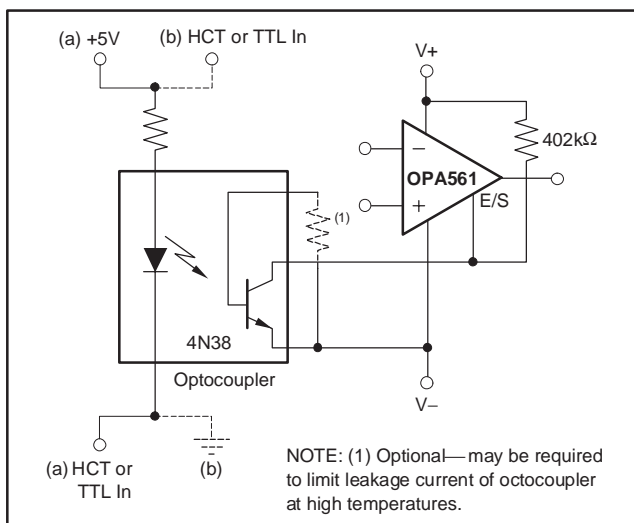 (a) +5V
(b) HCT or TTL In
V+
402kΩ
−
OPA561
+
E/S
(1)
4N38
Optocoupler
V−
(a) HCT or
TTL In
(b)
NOTE: (1) Optional—may be required
to limit leakage current of octocoupler
at high temperatures.